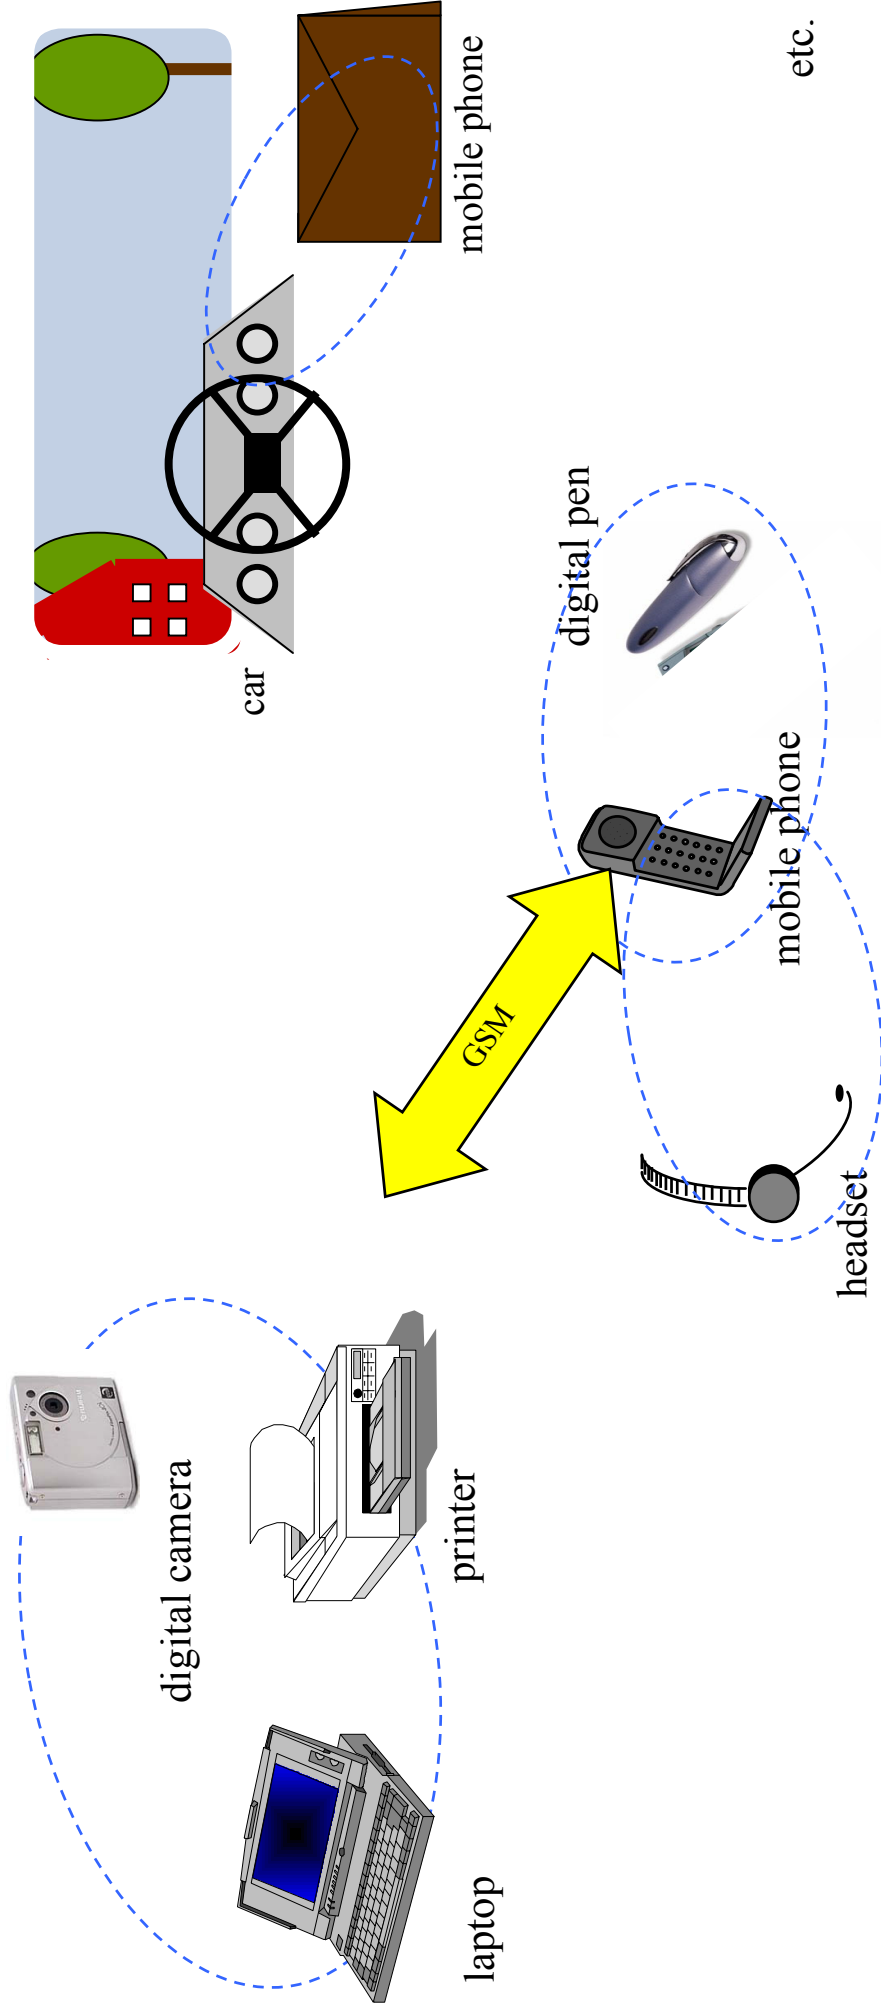 digital camera
laptop
printer
GSM
headset
mobile phone
digital pen
car
mobile phone
etc.